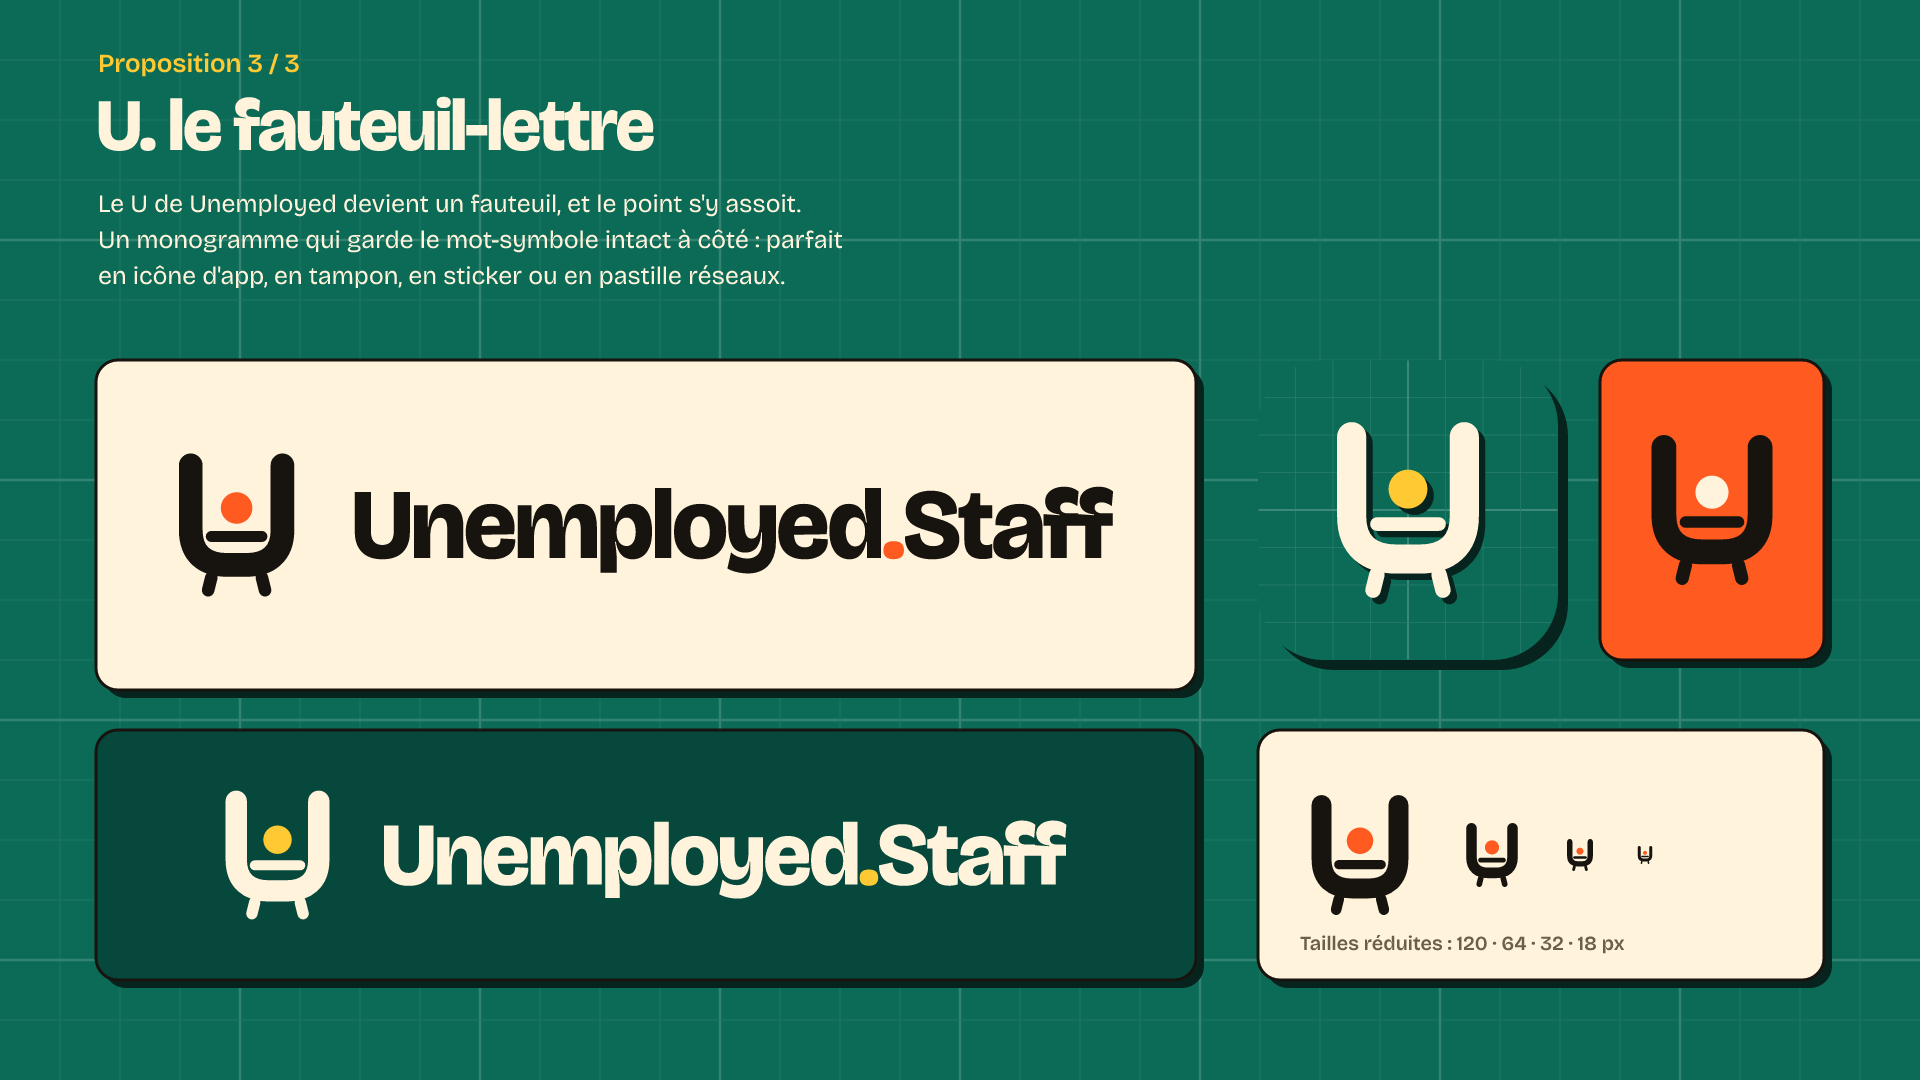 Proposition 3 / 3
U. le fauteuil-lettre
Le U de Unemployed devient un fauteuil, et le point s'y assoit.
Un monogramme qui garde le mot-symbole intact à côté : parfait
en icône d'app, en tampon, en sticker ou en pastille réseaux.
Unemployed.Staff
Unemployed.Staff
Tailles réduites : 120 · 64 · 32 · 18 px